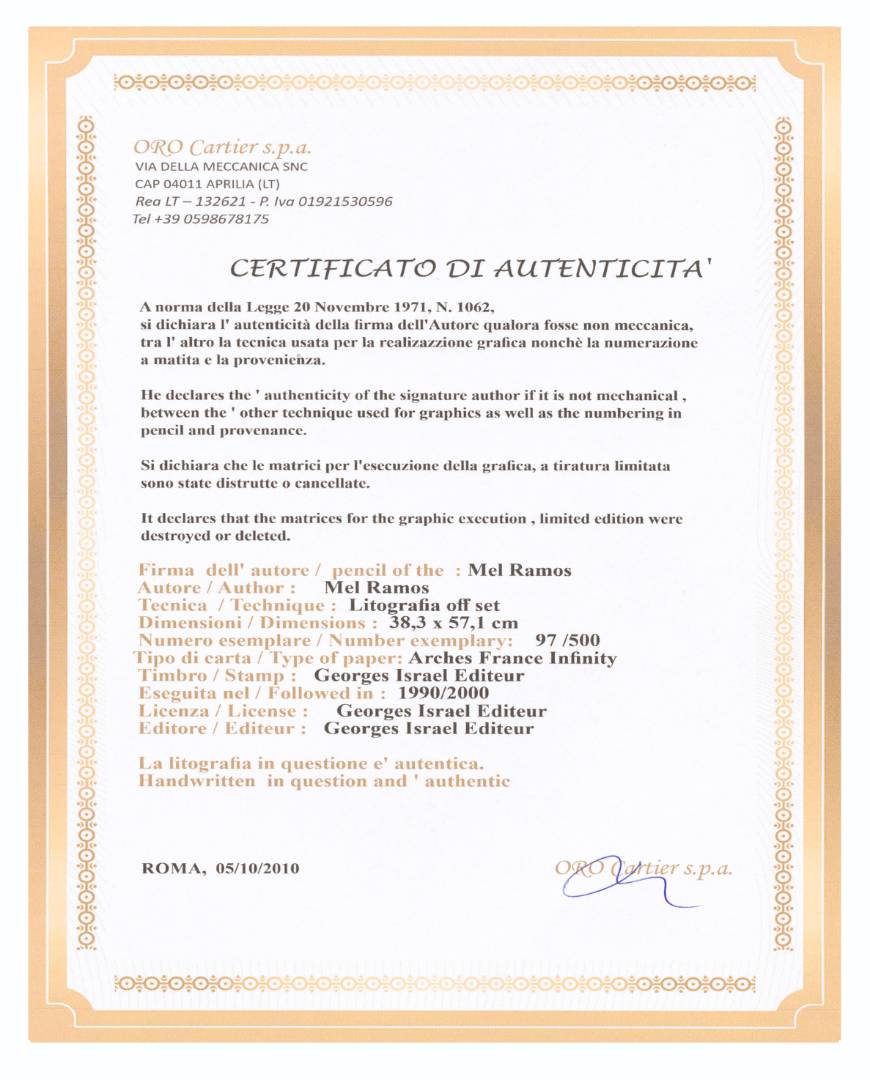 ORO Cartier s.p.a.
VIA DELLA MECCANICA SNC
CAP 04011 APRILIA (LT)
Rea LT – 132621 - P. Iva 01921530596
Tel +39 0598678175
CERTIFICATO DI AUTENTICITA'
A norma della Legge 20 Novembre 1971, N. 1062,
si dichiara l' autenticità della firma dell'Autore qualora fosse non meccanica,
tra l' altro la tecnica usata per la realizazzione grafica nonchè la numerazione
a matita e la provenienza.
He declares the ' authenticity of the signature author if it is not mechanical ,
between the ' other technique used for graphics as well as the numbering in
pencil and provenance.
Si dichiara che le matrici per l'esecuzione della grafica, a tiratura limitata
sono state distrutte o cancellate.
It declares that the matrices for the graphic execution , limited edition were
destroyed or deleted.
Firma dell' autore / pencil of the : Mel Ramos
Autore / Author : Mel Ramos
Tecnica / Technique : Litografia off set
Dimensioni / Dimensions : 38,3 x 57,1 cm
Numero esemplare / Number exemplary: 97 /500
Tipo di carta / Type of paper: Arches France Infinity
Timbro / Stamp : Georges Israel Editeur
Eseguita nel / Followed in : 1990/2000
Licenza / License : Georges Israel Editeur
Editore / Editeur : Georges Israel Editeur
La litografia in questione e' autentica.
Handwritten in question and ' authentic
ROMA, 05/10/2010
ORO Cartier s.p.a.